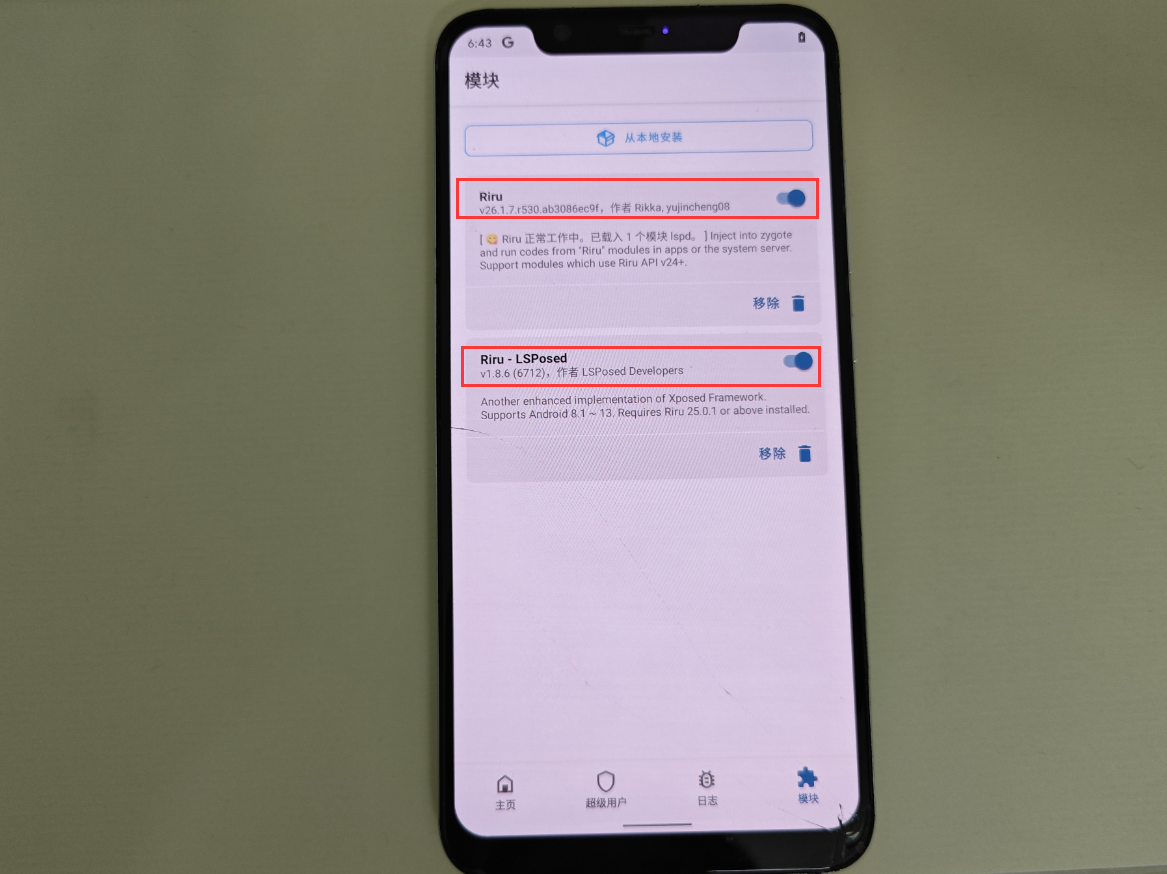 6:43 G
模块
从本地安装
Riru
v26.1.7.r530.ab3086ec9f，作者 Rikka, yujincheng08
[ 😋 Riru 正常工作中。已载入 1 个模块 lspd。 ] Inject into zygote
and run codes from "Riru" modules in apps or the system server.
Support modules which use Riru API v24+.
移除
Riru - LSPosed
v1.8.6 (6712)，作者 LSPosed Developers
Another enhanced implementation of Xposed Framework.
Supports Android 8.1 ~ 13. Requires Riru 25.0.1 or above installed.
移除
主页
超级用户
日志
模块